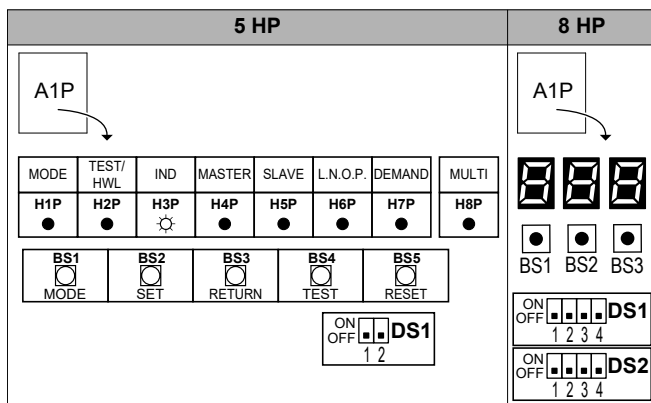 5 HP
8 HP
A1P
A1P
MODE TEST/HWL IND MASTER SLAVE L.N.O.P. DEMAND MULTI
H1P H2P H3P H4P H5P H6P H7P H8P
888
BS1 BS2 BS3
BS1 BS2 BS3 BS4 BS5
MODE SET RETURN TEST RESET
ON
OFF DS1
1 2
ON
OFF DS1
1 2 3 4
ON
OFF DS2
1 2 3 4